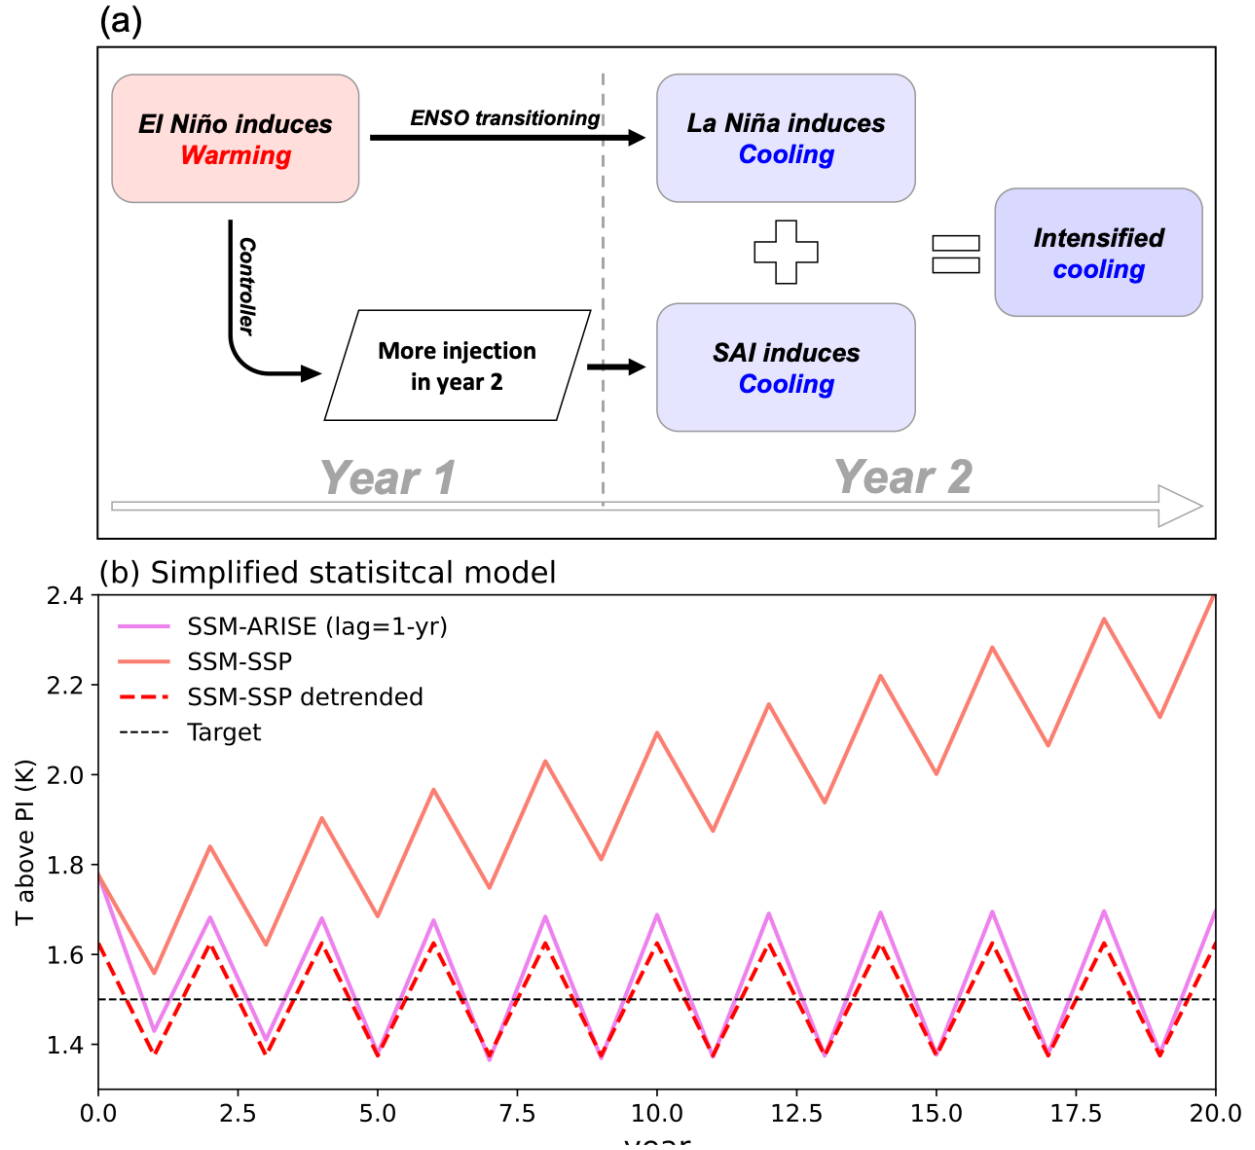 (a)
El Niño induces
Warming
ENSO transitioning
La Niña induces
Cooling
Controller
Intensified
cooling
More injection
in year 2
SAI induces
Cooling
Year 1
Year 2
(b) Simplified statisitcal model
SSM-ARISE (lag=1-yr)
SSM-SSP
SSM-SSP detrended
Target
T above PI (K)
2.4
2.2
2.0
1.8
1.6
1.4
0.0 2.5 5.0 7.5 10.0 12.5 15.0 17.5 20.0
year